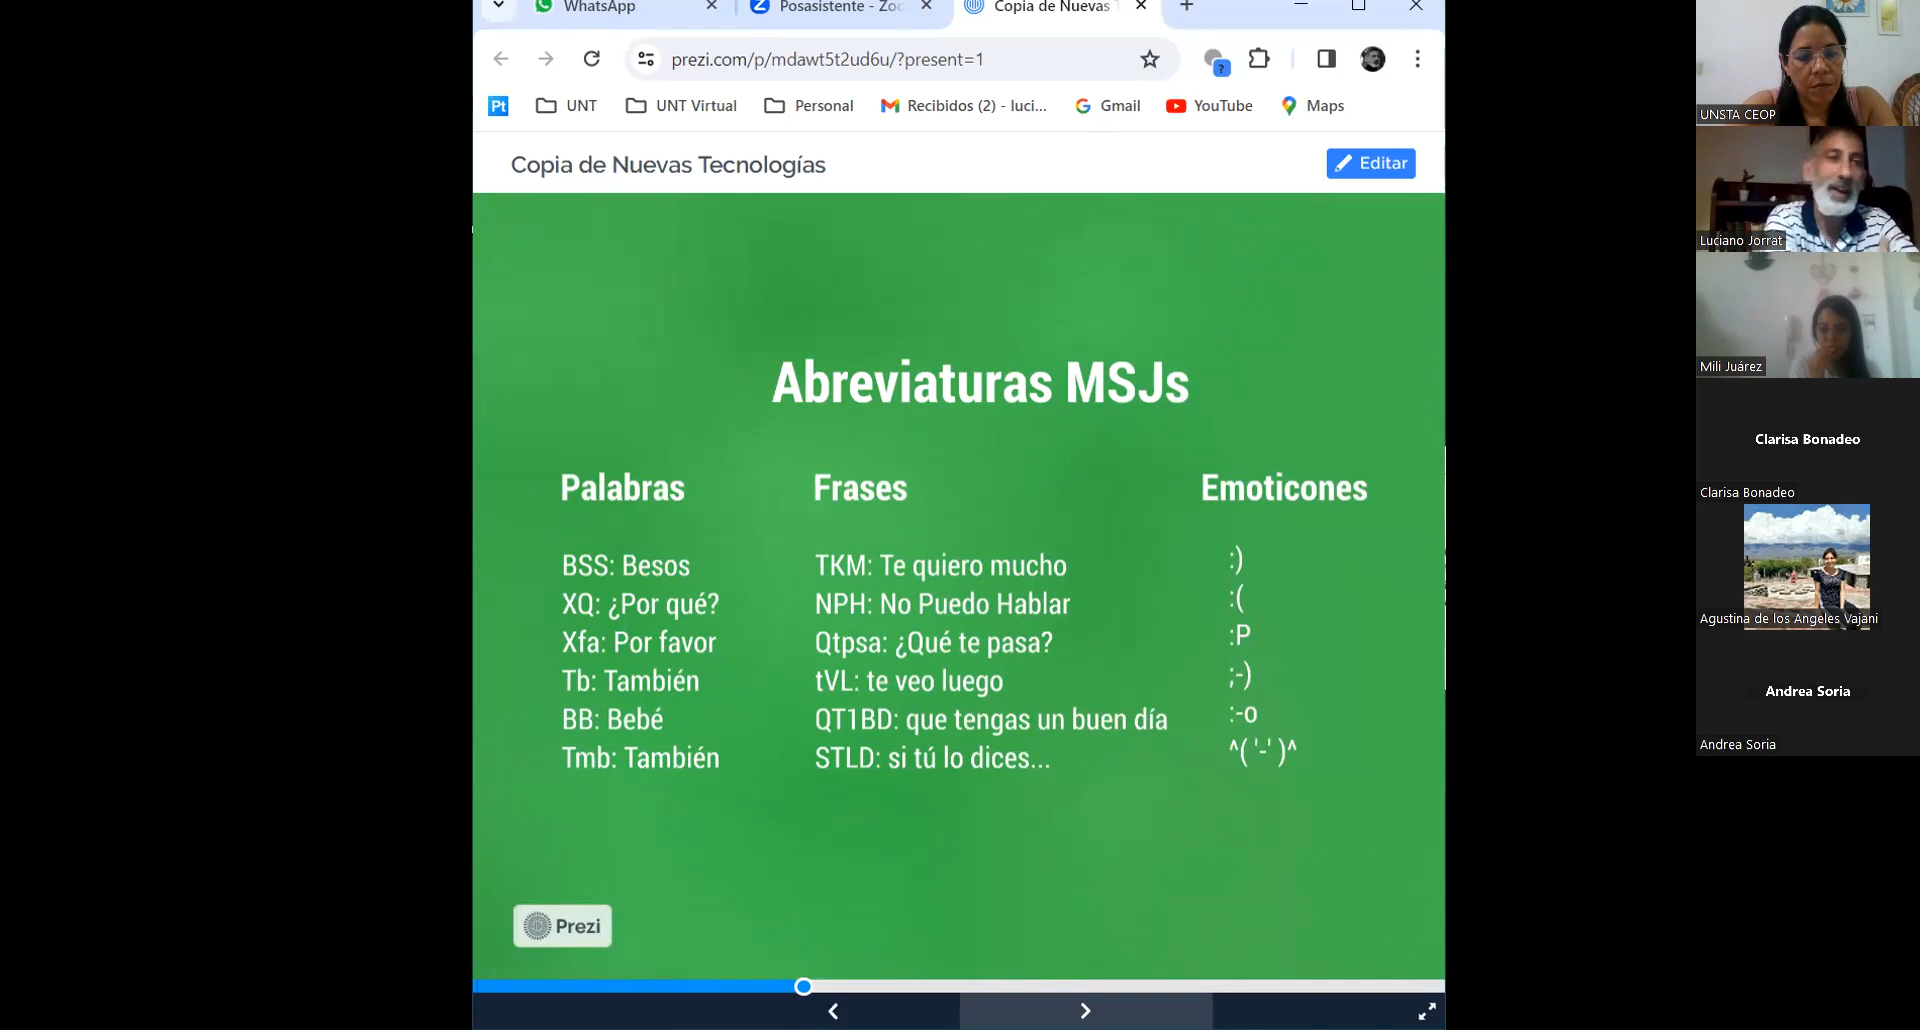 WhatsApp
Posasistente - Zoo
Copia de Nuevas T
prezi.com/p/mdawt5t2ud6u/?present=1
?
Pt
UNT
UNT Virtual
Personal
Recibidos (2) - luci...
Gmail
YouTube
Maps
Copia de Nuevas Tecnologías
Editar
Abreviaturas MSJs
Palabras
BSS: Besos
XQ: ¿Por qué?
Xfa: Por favor
Tb: También
BB: Bebé
Tmb: También
Frases
TKM: Te quiero mucho
NPH: No Puedo Hablar
Qtpsa: ¿Qué te pasa?
tVL: te veo luego
QT1BD: que tengas un buen día
STLD: si tú lo dices...
Emoticones
:)
:(
:P
;-)
:-o
^( '-' )^
Prezi
UNSTA CEOP
Luciano Jorrat
Mili Juárez
Clarisa Bonadeo
Clarisa Bonadeo
Agustina de los Angeles Vajani
Andrea Soria
Andrea Soria